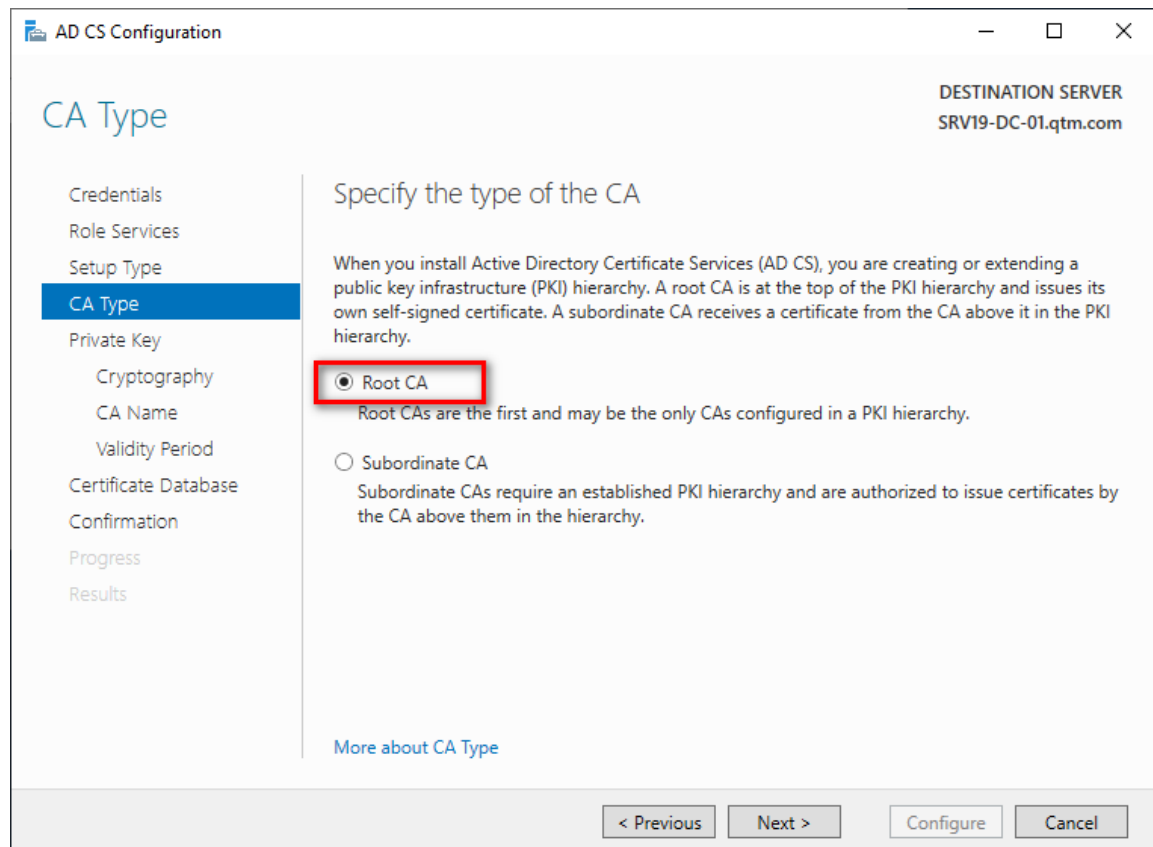 AD CS Configuration
CA Type
DESTINATION SERVER
SRV19-DC-01.qtm.com
Credentials
Role Services
Setup Type
CA Type
Private Key
Cryptography
CA Name
Validity Period
Certificate Database
Confirmation
Progress
Results
Specify the type of the CA
When you install Active Directory Certificate Services (AD CS), you are creating or extending a
public key infrastructure (PKI) hierarchy. A root CA is at the top of the PKI hierarchy and issues its
own self-signed certificate. A subordinate CA receives a certificate from the CA above it in the PKI
hierarchy.
Root CA
Root CAs are the first and may be the only CAs configured in a PKI hierarchy.
Subordinate CA
Subordinate CAs require an established PKI hierarchy and are authorized to issue certificates by
the CA above them in the hierarchy.
More about CA Type
< Previous
Next >
Configure
Cancel